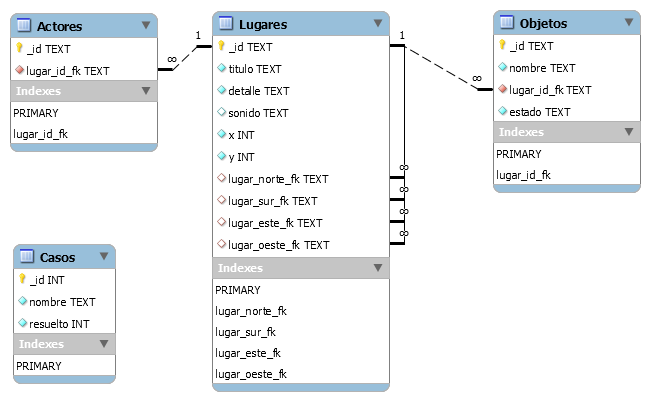 Actores
_id TEXT
lugar_id_fk TEXT
Indexes
PRIMARY
lugar_id_fk
1
∞
Lugares
_id TEXT
titulo TEXT
detalle TEXT
sonido TEXT
x INT
y INT
lugar_norte_fk TEXT
lugar_sur_fk TEXT
lugar_este_fk TEXT
lugar_oeste_fk TEXT
Indexes
PRIMARY
lugar_norte_fk
lugar_sur_fk
lugar_este_fk
lugar_oeste_fk
1
∞
∞
∞
∞
∞
Objetos
_id TEXT
nombre TEXT
lugar_id_fk TEXT
estado TEXT
Indexes
PRIMARY
lugar_id_fk
Casos
_id INT
nombre TEXT
resuelto INT
Indexes
PRIMARY